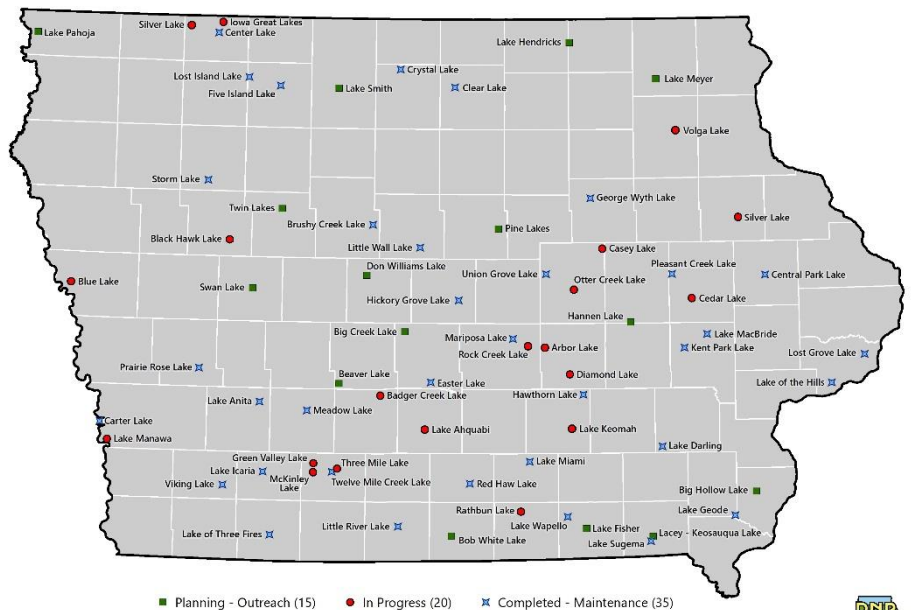 Silver Lake
Iowa Great Lakes
Center Lake
Lake Pahoja
Lake Hendricks
Lost Island Lake
Five Island Lake
Crystal Lake
Clear Lake
Lake Smith
Lake Meyer
Volga Lake
Storm Lake
George Wyth Lake
Twin Lakes
Brushy Creek Lake
Silver Lake
Pine Lakes
Black Hawk Lake
Little Wall Lake
Casey Lake
Don Williams Lake
Union Grove Lake
Pleasant Creek Lake
Central Park Lake
Otter Creek Lake
Blue Lake
Swan Lake
Hickory Grove Lake
Cedar Lake
Hannen Lake
Big Creek Lake
Mariposa Lake
Lake MacBride
Rock Creek Lake
Arbor Lake
Kent Park Lake
Lost Grove Lake
Prairie Rose Lake
Beaver Lake
Diamond Lake
Easter Lake
Lake of the Hills
Badger Creek Lake
Hawthorn Lake
Lake Anita
Meadow Lake
Carter Lake
Lake Manawa
Lake Ahquabi
Lake Keomah
Lake Darling
Green Valley Lake
Three Mile Lake
Lake Miami
Lake Icaria
McKinley
Lake
Twelve Mile Creek Lake
Viking Lake
Red Haw Lake
Big Hollow Lake
Rathbun Lake
Lake Wapello
Lake Geode
Little River Lake
Lake Fisher
Lake of Three Fires
Bob White Lake
Lacey - Keosauqua Lake
Lake Sugema
Planning - Outreach (15)
In Progress (20)
Completed - Maintenance (35)
DNR